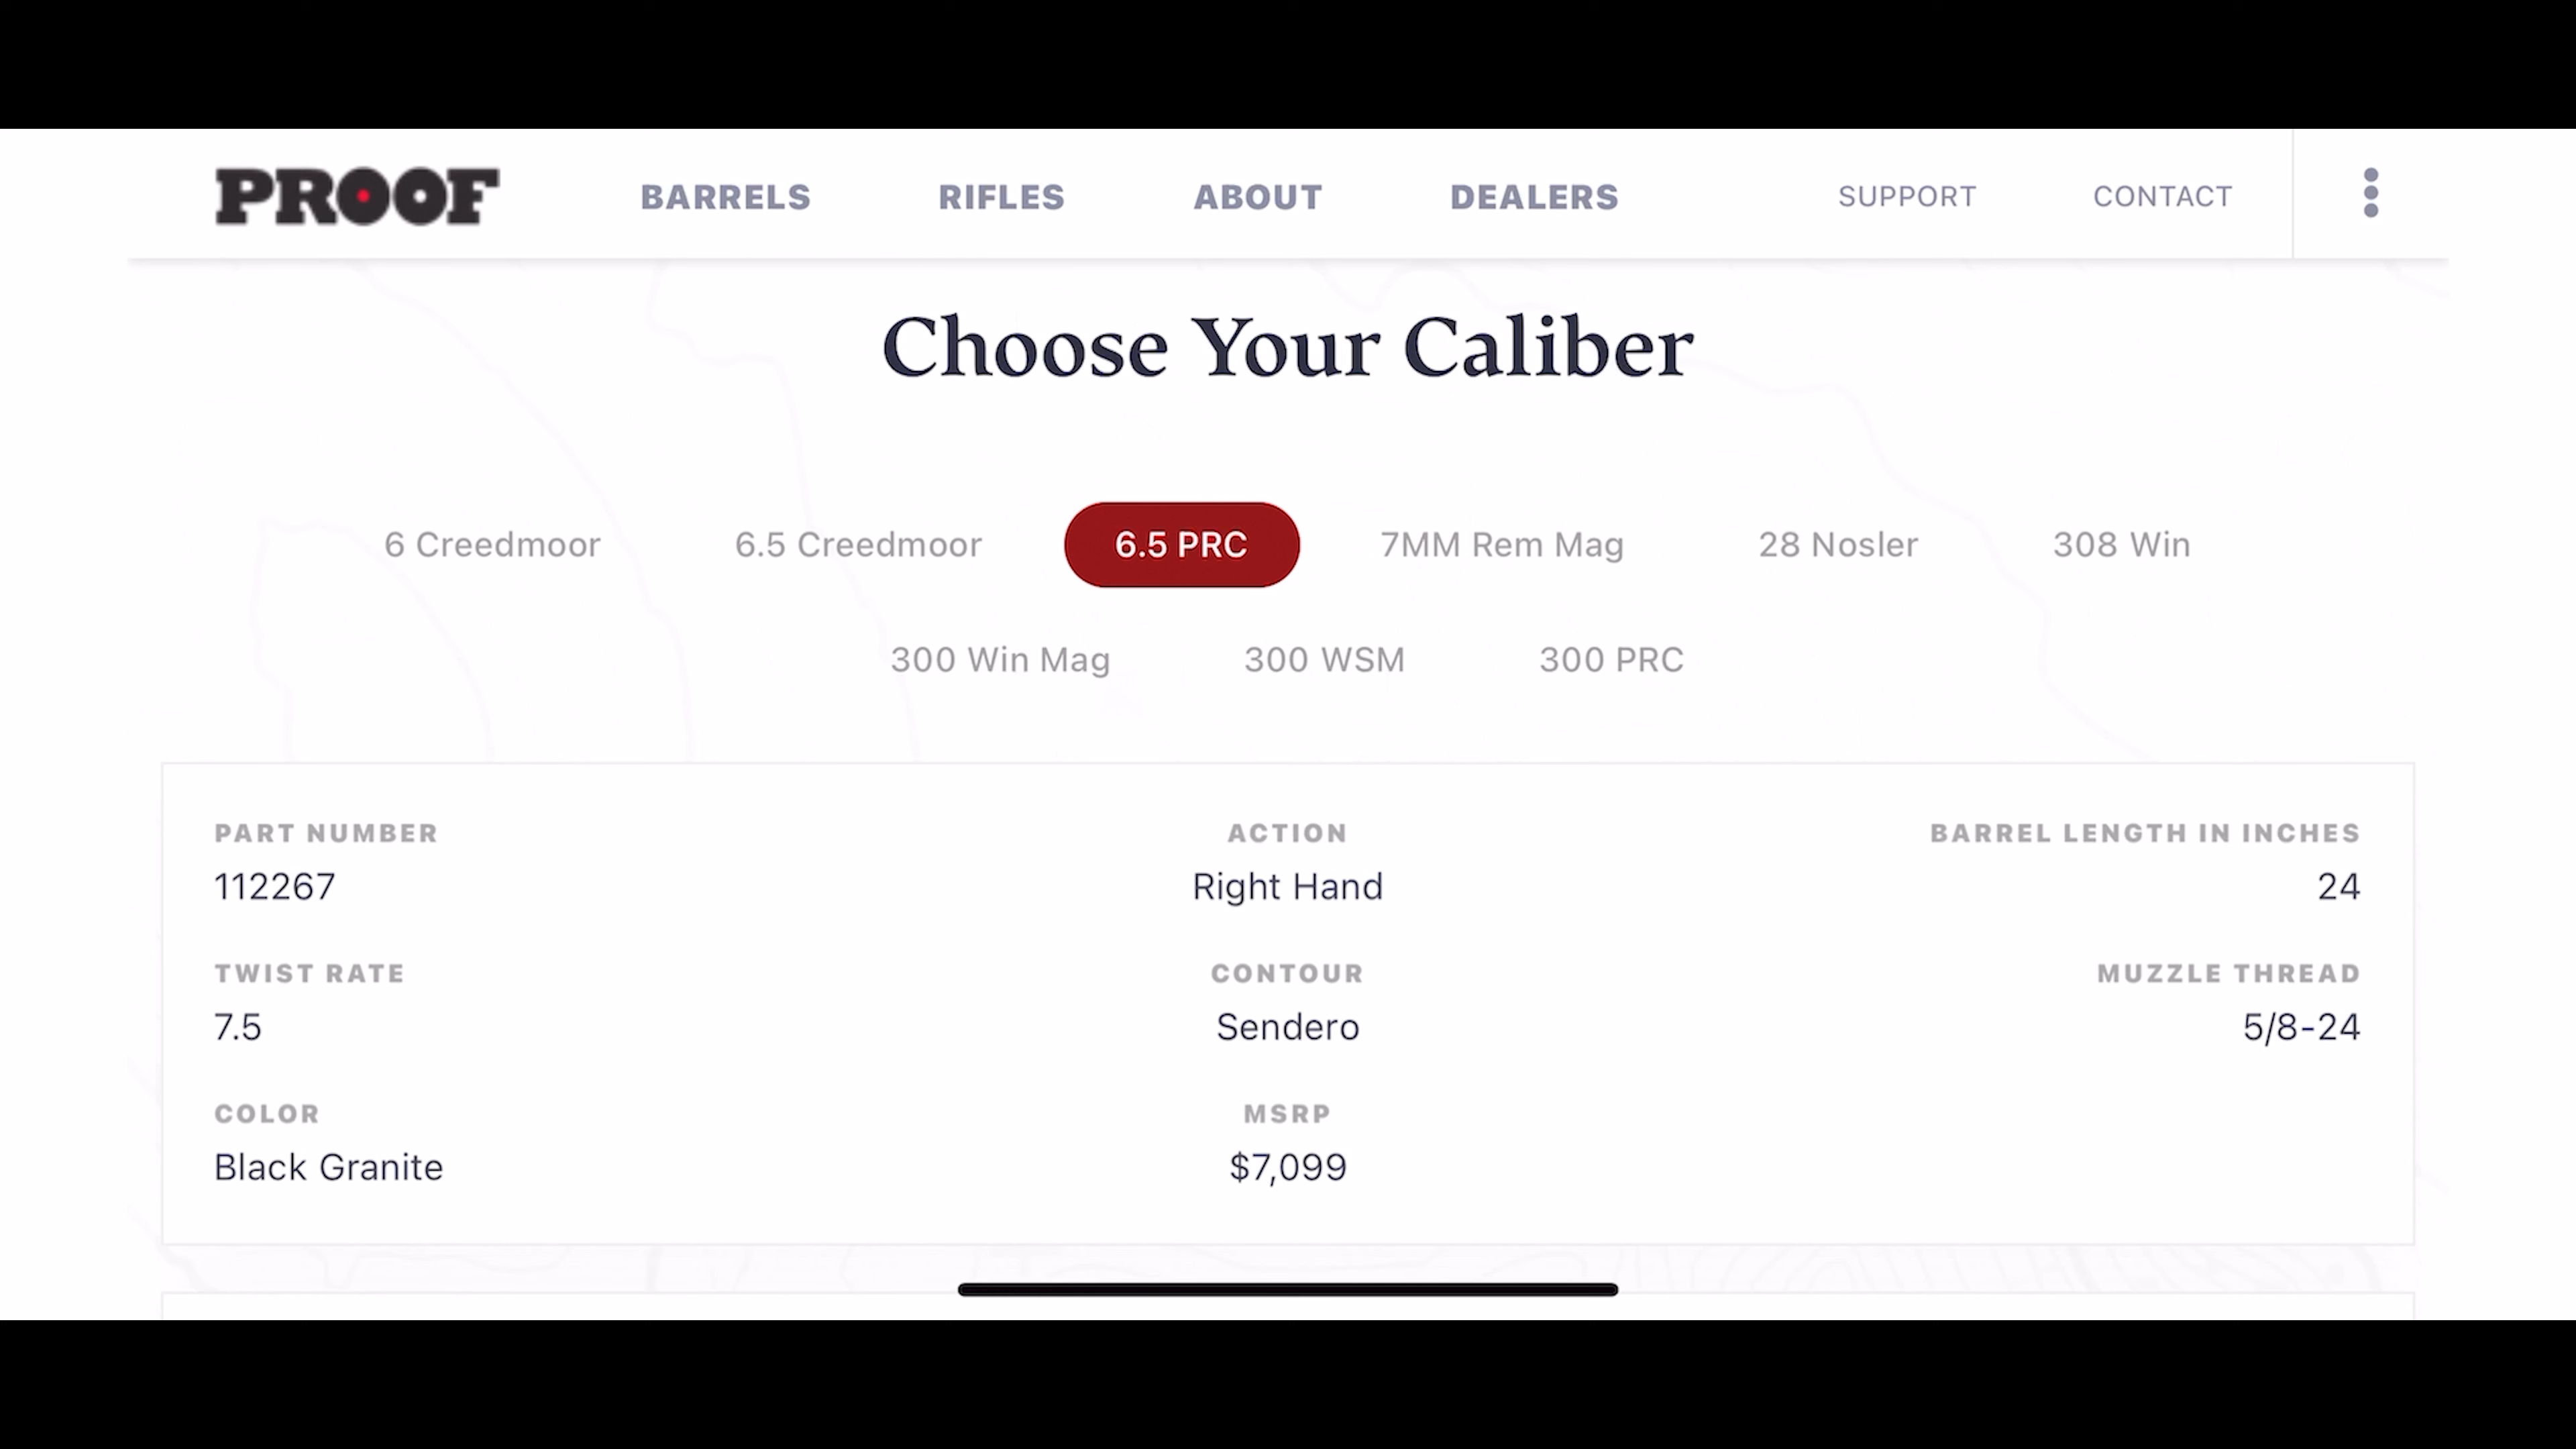 PROOF BARRELS RIFLES ABOUT DEALERS SUPPORT CONTACT
Choose Your Caliber
6 Creedmoor 6.5 Creedmoor 6.5 PRC 7MM Rem Mag 28 Nosler 308 Win
300 Win Mag 300 WSM 300 PRC
PART NUMBER ACTION BARREL LENGTH IN INCHES
112267 Right Hand 24
TWIST RATE CONTOUR MUZZLE THREAD
7.5 Sendero 5/8-24
COLOR MSRP
Black Granite $7,099